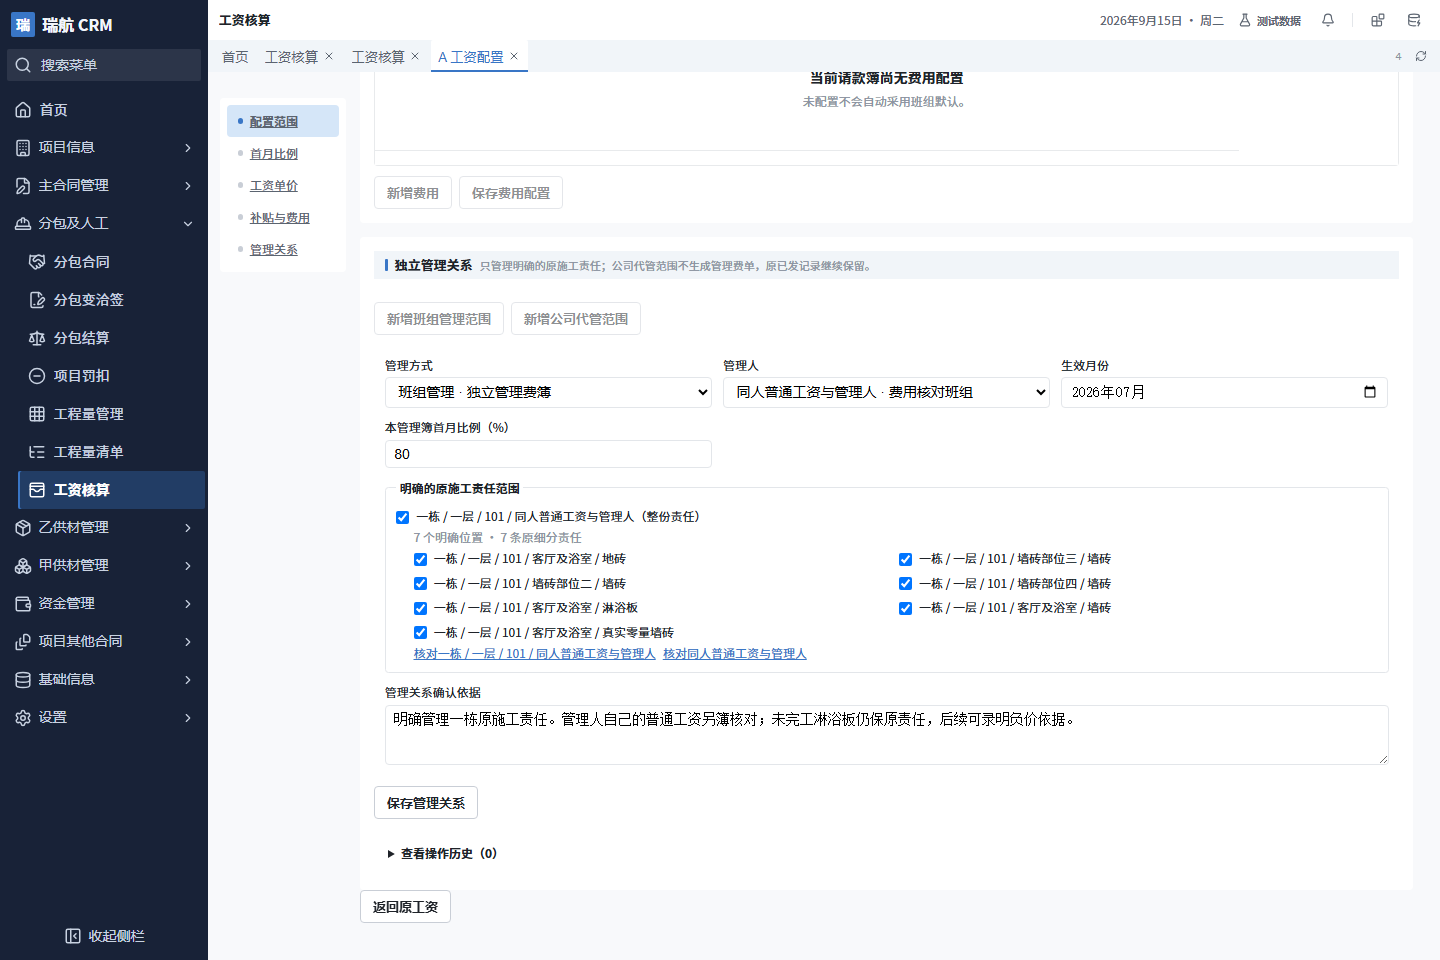 瑞 瑞航 CRM
搜索菜单
首页
项目信息
主合同管理
分包及人工
分包合同
分包变洽签
分包结算
项目罚扣
工程量管理
工程量清单
工资核算
乙供材管理
甲供材管理
资金管理
项目其他合同
基础信息
设置
收起侧栏
工资核算
2026年9月15日 • 周二 测试数据
首页 工资核算 × 工资核算 × A 工资配置 ×
4
配置范围
首月比例
工资单价
补贴与费用
管理关系
当前请款簿尚无费用配置
未配置不会自动采用班组默认。
新增费用 保存费用配置
独立管理关系 只管理明确的原施工责任；公司代管范围不生成管理费单，原已发记录继续保留。
新增班组管理范围 新增公司代管范围
管理方式 管理人 生效月份
班组管理 · 独立管理费簿 同人普通工资与管理人 · 费用核对班组 2026年07月
本管理簿首月比例（%）
80
明确的原施工责任范围
一栋 / 一层 / 101 / 同人普通工资与管理人（整份责任）
7 个明确位置 • 7 条原细分责任
一栋 / 一层 / 101 / 客厅及浴室 / 地砖 一栋 / 一层 / 101 / 墙砖部位三 / 墙砖
一栋 / 一层 / 101 / 墙砖部位二 / 墙砖 一栋 / 一层 / 101 / 墙砖部位四 / 墙砖
一栋 / 一层 / 101 / 客厅及浴室 / 淋浴板 一栋 / 一层 / 101 / 客厅及浴室 / 墙砖
一栋 / 一层 / 101 / 客厅及浴室 / 真实零量墙砖
核对一栋 / 一层 / 101 / 同人普通工资与管理人 核对同人普通工资与管理人
管理关系确认依据
明确管理一栋原施工责任。管理人自己的普通工资另簿核对；未完工淋浴板仍保原责任，后续可录明负价依据。
保存管理关系
▶ 查看操作历史（0）
返回原工资